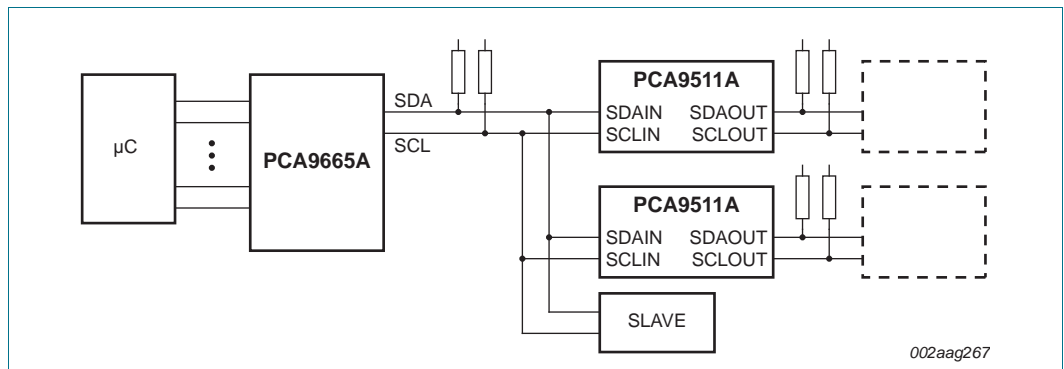 µC
PCA9665A
SDA
SCL
PCA9511A
SDAIN SDAOUT
SCLIN SCLOUT
PCA9511A
SDAIN SDAOUT
SCLIN SCLOUT
SLAVE
002aag267